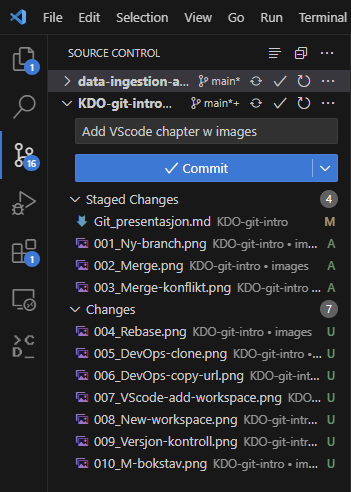 File Edit Selection View Go Run Terminal
SOURCE CONTROL
1
data-ingestion-a... main*
KDO-git-intro... main*+
Add VScode chapter w images
16
Commit
Staged Changes 4
Git_presentasjon.md KDO-git-intro M
001_Ny-branch.png KDO-git-intro • im... A
1
002_Merge.png KDO-git-intro • images A
003_Merge-konflikt.png KDO-git-intro... A
Changes 7
004_Rebase.png KDO-git-intro • images U
005_DevOps-clone.png KDO-git-intro... U
006_DevOps-copy-url.png KDO-git-int... U
007_VScode-add-workspace.png KDO... U
008_New-workspace.png KDO-git-intr... U
009_Versjon-kontroll.png KDO-git-intr... U
010_M-bokstav.png KDO-git-intro • im... U